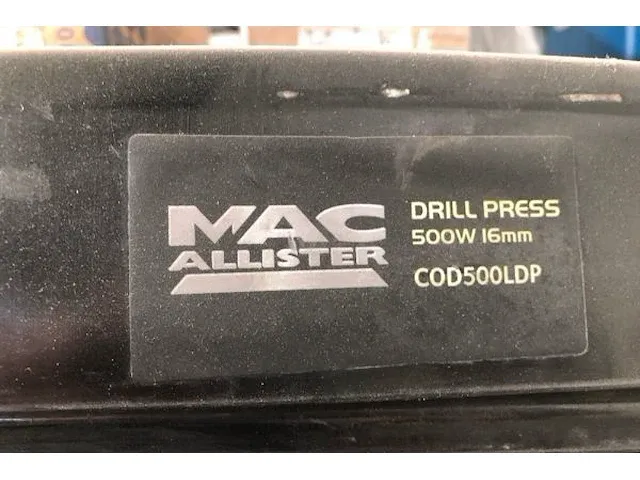 MAC
ALLISTER
DRILL PRESS
500W 16mm
COD500LDP